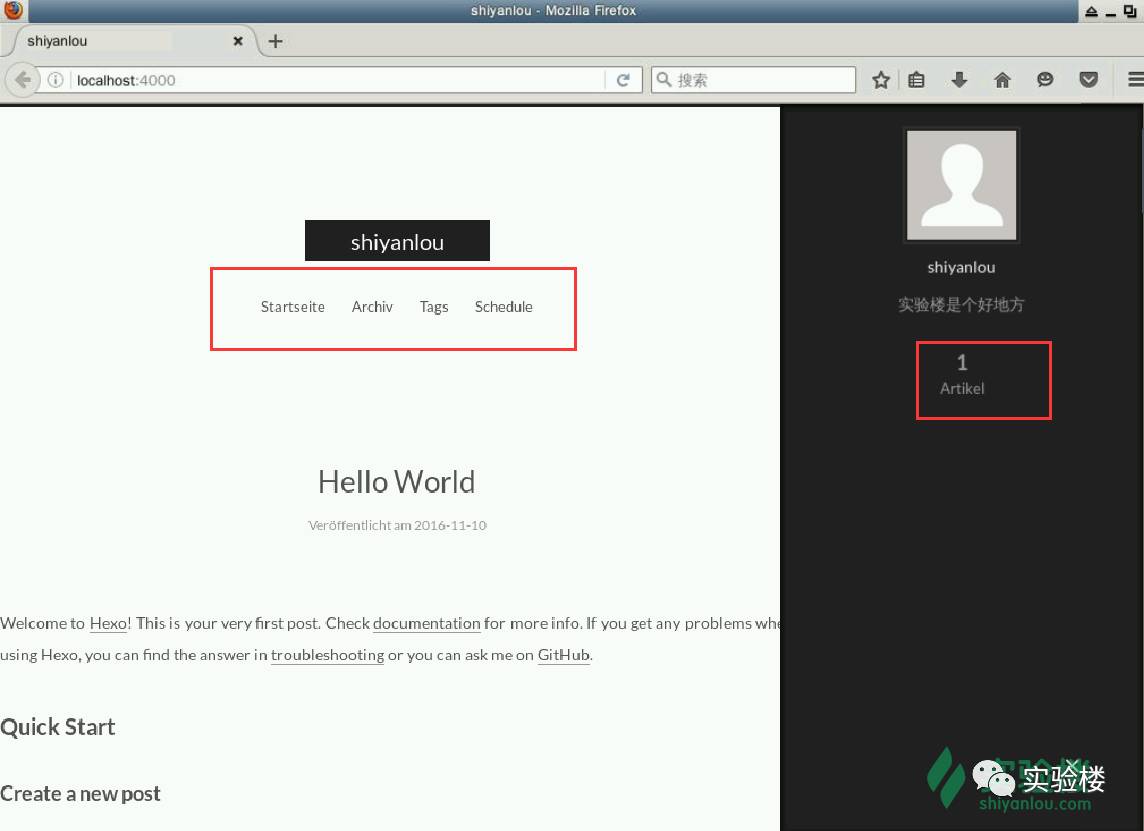 shiyanlou - Mozilla Firefox
shiyanlou
localhost:4000
搜索
shiyanlou
Startseite Archiv Tags Schedule
Hello World
Veröffentlicht am 2016-11-10
Welcome to Hexo! This is your very first post. Check documentation for more info. If you get any problems whe
using Hexo, you can find the answer in troubleshooting or you can ask me on GitHub.
Quick Start
Create a new post
shiyanlou
实验楼是个好地方
1
Artikel
实验楼
shiyanlou.com